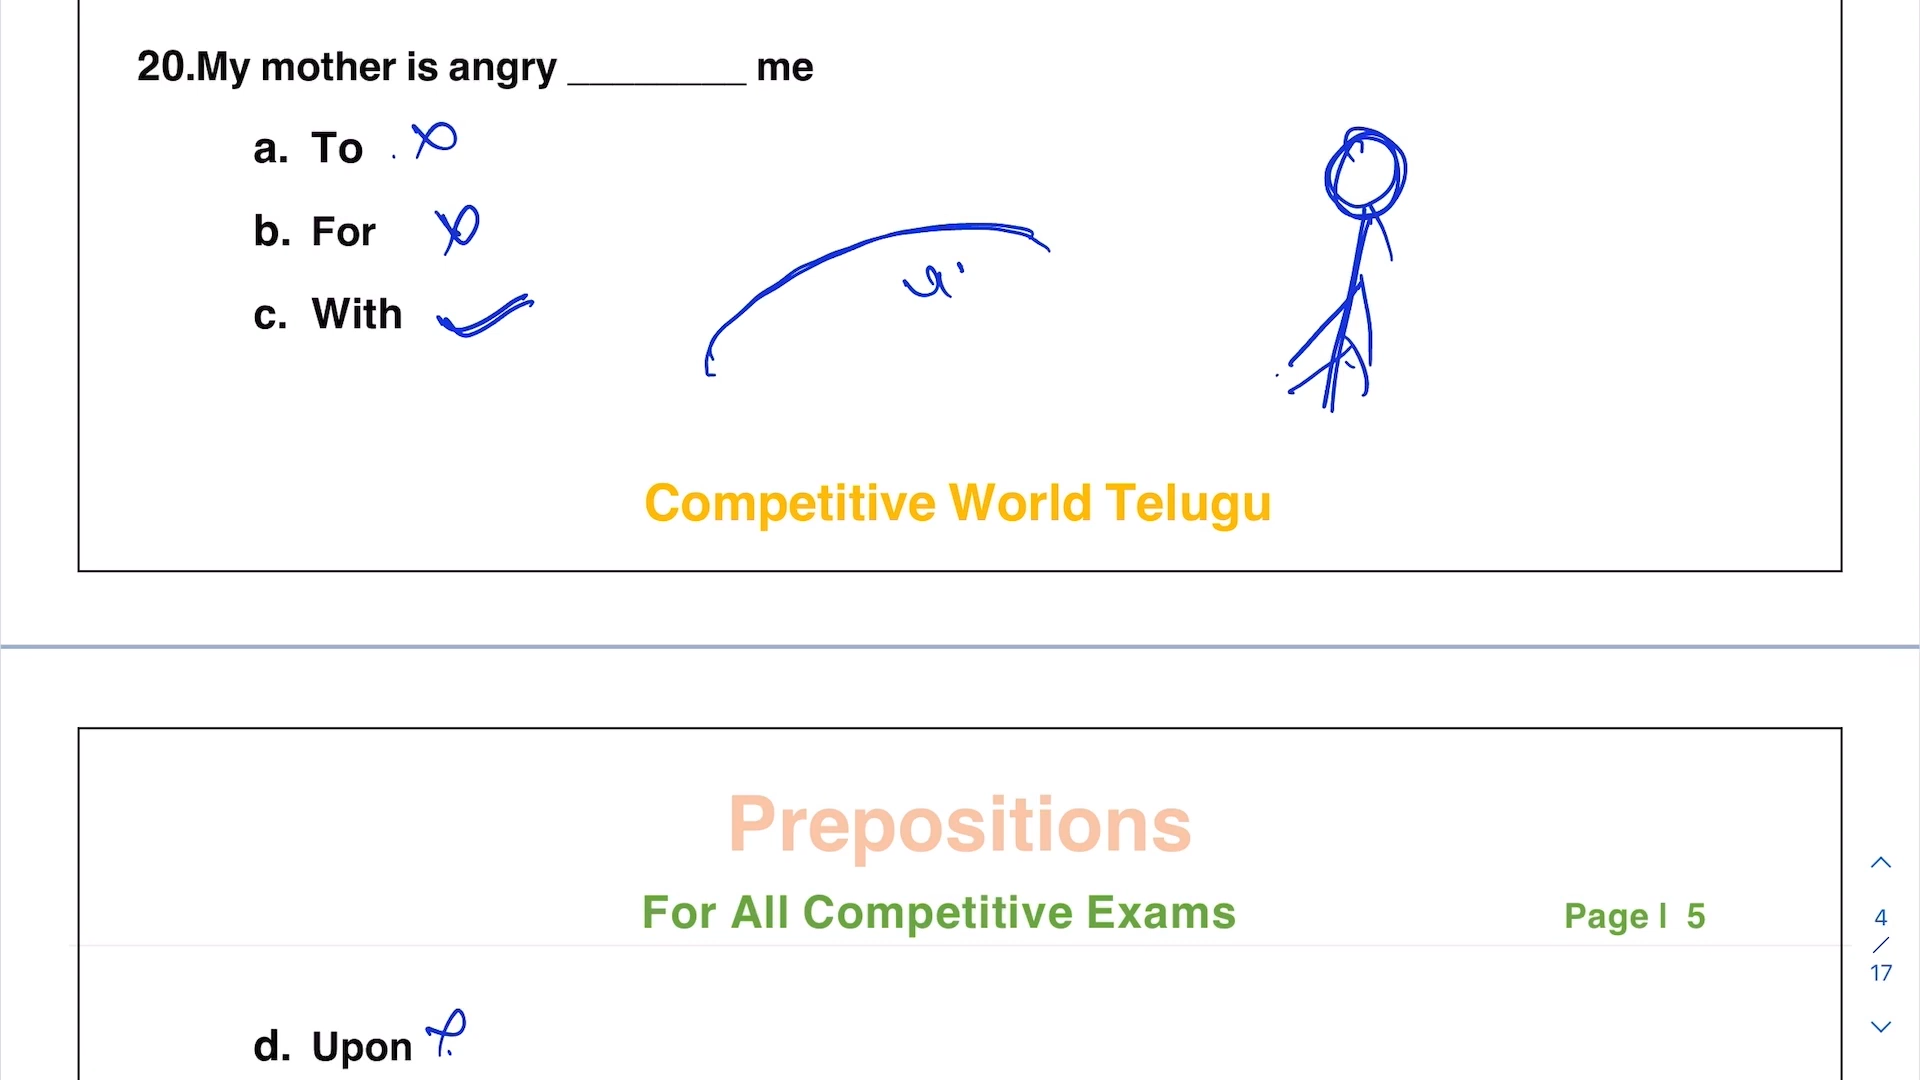 20.My mother is angry ________ me
a. To
b. For
c. With
Competitive World Telugu
Prepositions
For All Competitive Exams
Page | 5
4
/
17
d. Upon